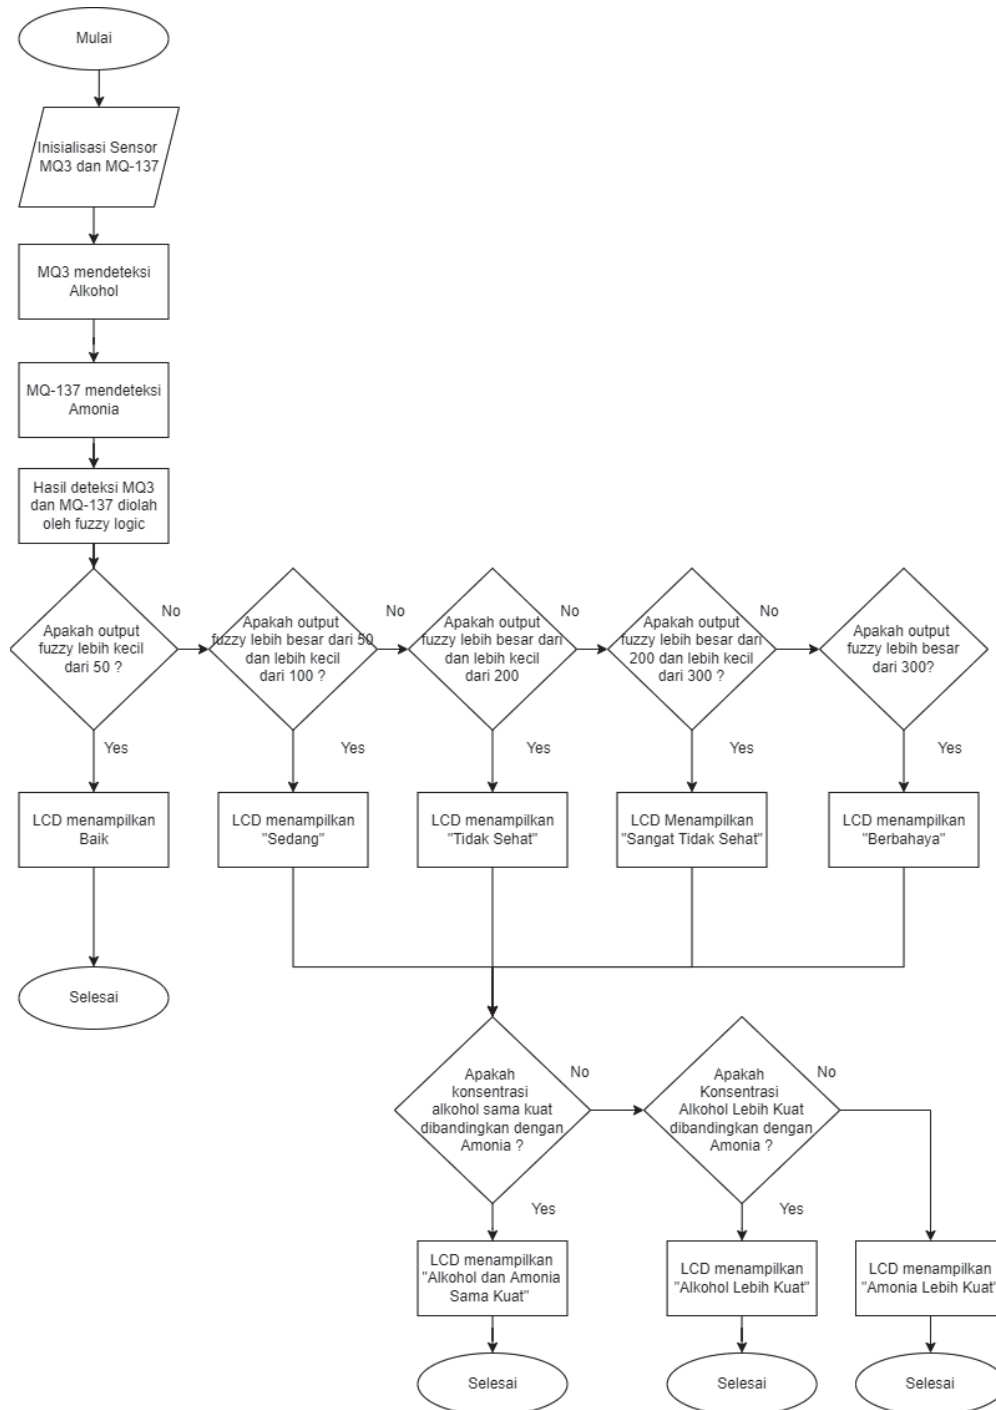 Mulai
Inisialisasi Sensor
MQ3 dan MQ-137
MQ3 mendeteksi
Alkohol
MQ-137 mendeteksi
Amonia
Hasil deteksi MQ3
dan MQ-137 diolah
oleh fuzzy logic
Apakah output
fuzzy lebih kecil
dari 50 ?
No
Apakah output
fuzzy lebih besar dari 50
dan lebih kecil
dari 100 ?
No
Apakah output
fuzzy lebih besar dari
dan lebih kecil
dari 200
No
Apakah output
fuzzy lebih besar dari
200 dan lebih kecil
dari 300 ?
No
Apakah output
fuzzy lebih besar
dari 300?
Yes
Yes
Yes
Yes
Yes
LCD menampilkan
Baik
LCD menampilkan
"Sedang"
LCD menampilkan
"Tidak Sehat"
LCD Menampilkan
"Sangat Tidak Sehat"
LCD menampilkan
"Berbahaya"
Selesai
Apakah
konsentrasi
alkohol sama kuat
dibandingkan dengan
Amonia ?
No
Apakah
Konsentrasi
Alkohol Lebih Kuat
dibandingkan dengan
Amonia ?
No
Yes
Yes
LCD menampilkan
"Alkohol dan Amonia
Sama Kuat"
LCD menampilkan
"Alkohol Lebih Kuat"
LCD menampilkan
"Amonia Lebih Kuat"
Selesai
Selesai
Selesai